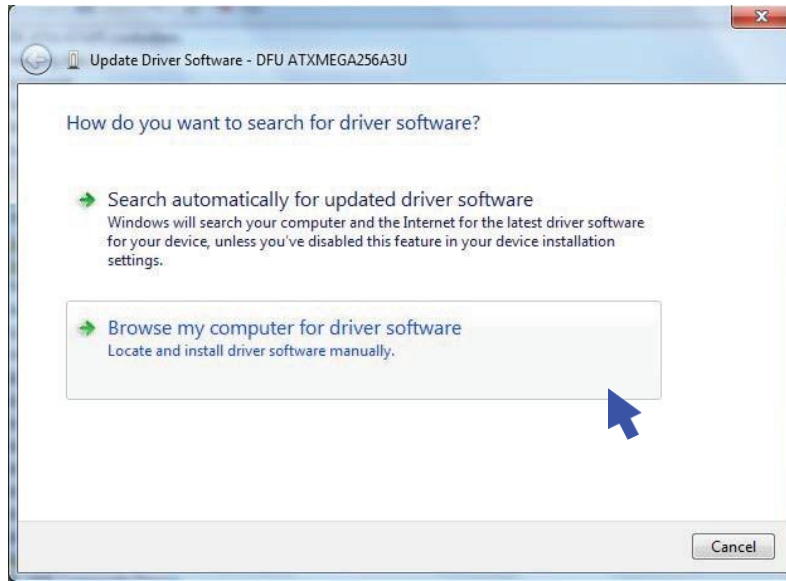 Update Driver Software - DFU ATXMEGA256A3U
How do you want to search for driver software?
Search automatically for updated driver software
Windows will search your computer and the Internet for the latest driver software
for your device, unless you've disabled this feature in your device installation
settings.
Browse my computer for driver software
Locate and install driver software manually.
Cancel